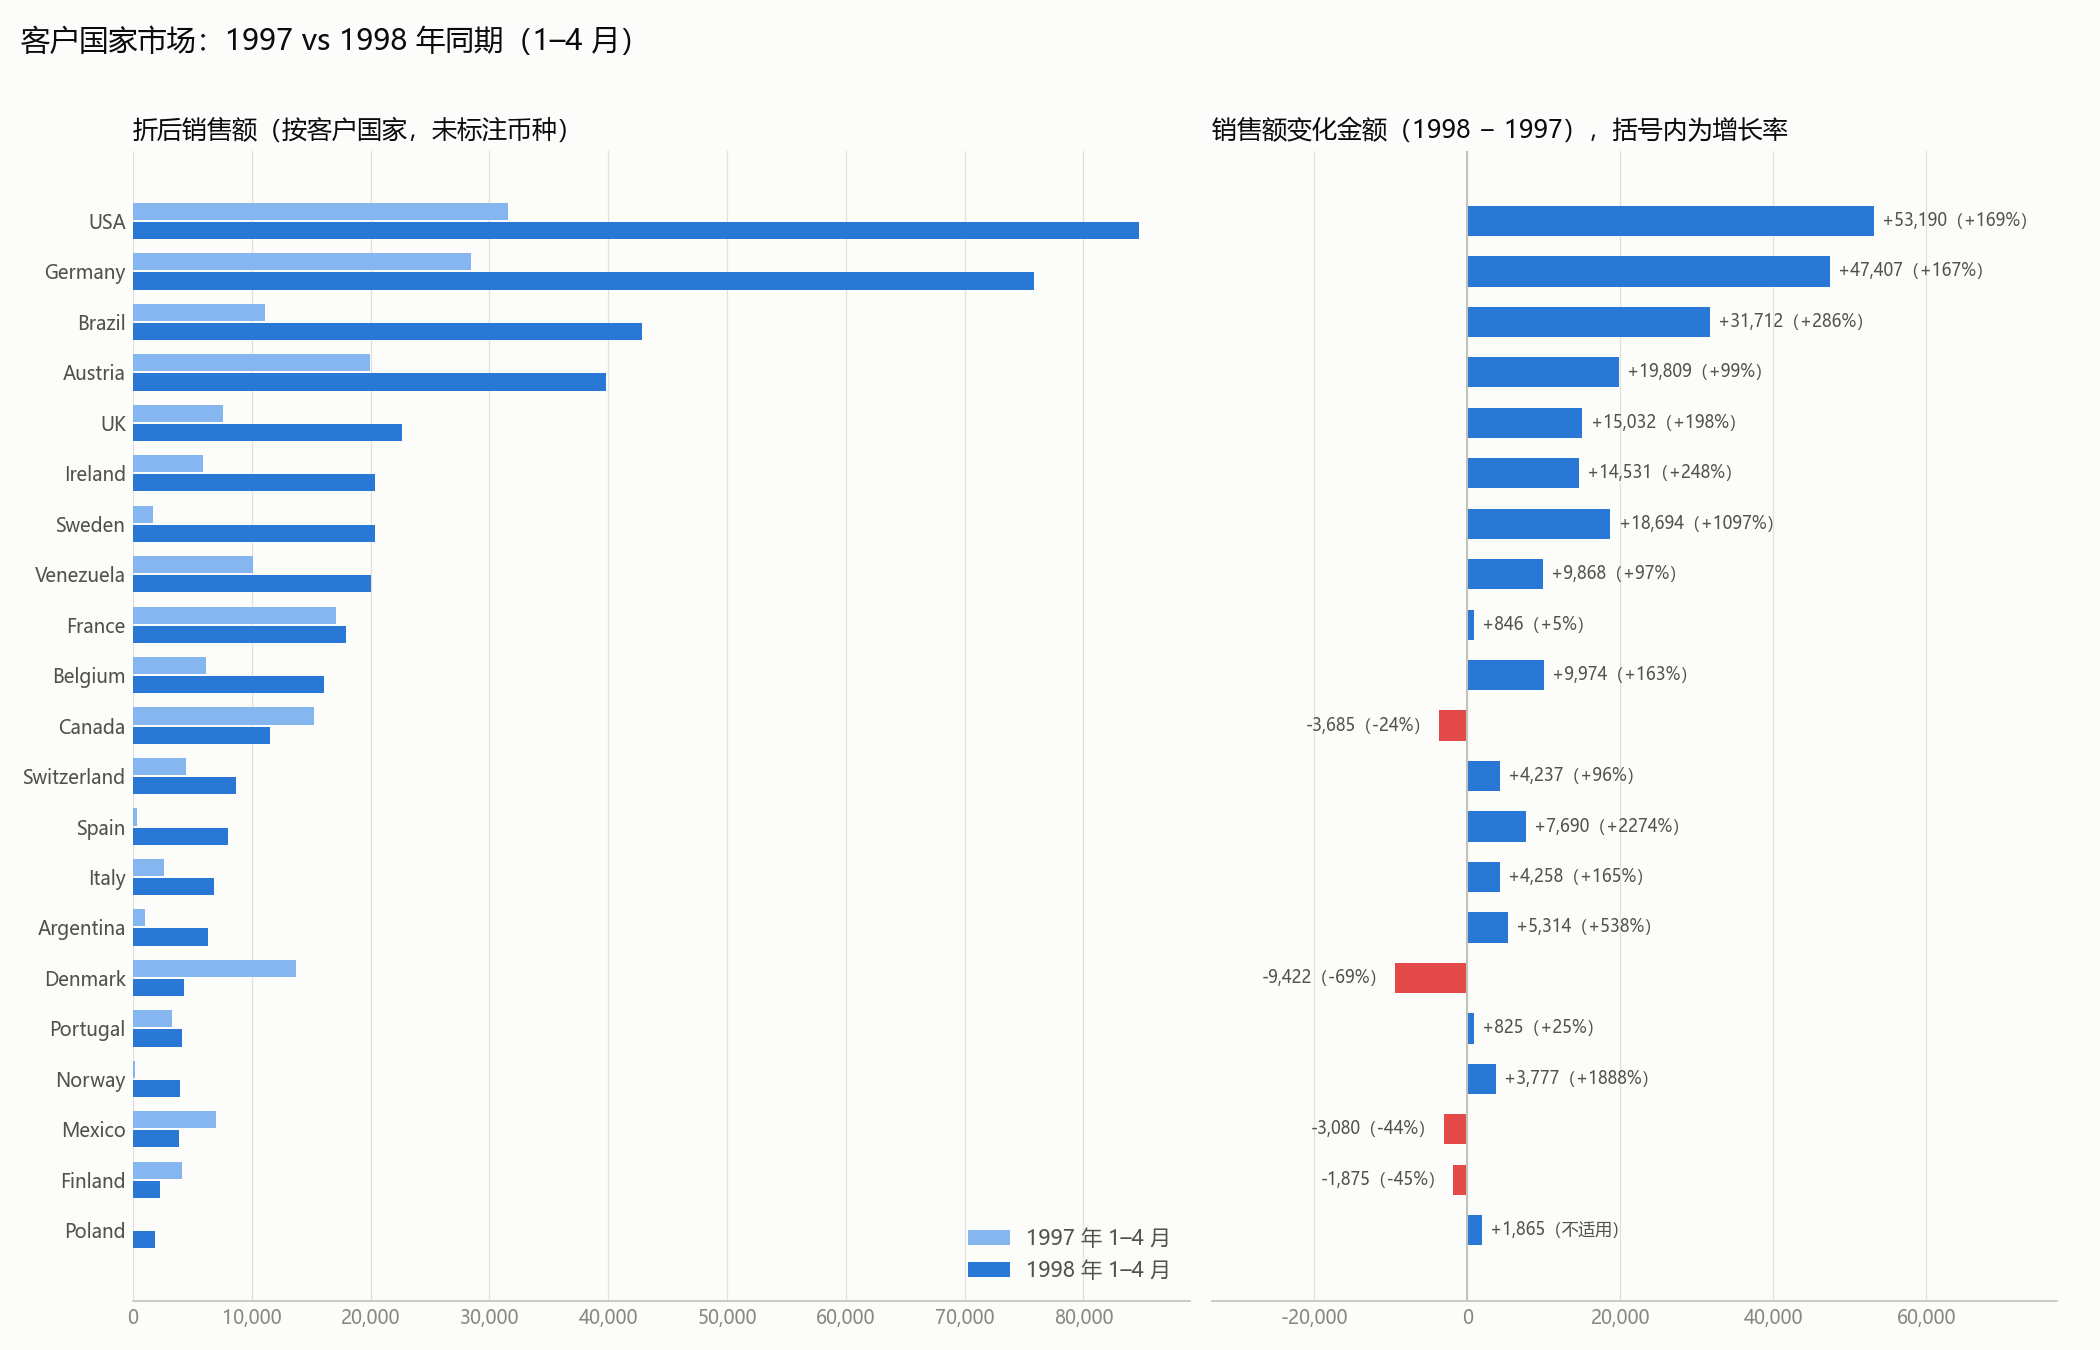 客户国家市场：1997 vs 1998 年同期（1–4 月）
折后销售额（按客户国家，未标注币种）
USA
Germany
Brazil
Austria
UK
Ireland
Sweden
Venezuela
France
Belgium
Canada
Switzerland
Spain
Italy
Argentina
Denmark
Portugal
Norway
Mexico
Finland
Poland
1997 年 1–4 月
1998 年 1–4 月
0 10,000 20,000 30,000 40,000 50,000 60,000 70,000 80,000
销售额变化金额（1998 − 1997），括号内为增长率
+53,190（+169%）
+47,407（+167%）
+31,712（+286%）
+19,809（+99%）
+15,032（+198%）
+14,531（+248%）
+18,694（+1097%）
+9,868（+97%）
+846（+5%）
+9,974（+163%）
-3,685（-24%）
+4,237（+96%）
+7,690（+2274%）
+4,258（+165%）
+5,314（+538%）
-9,422（-69%）
+825（+25%）
+3,777（+1888%）
-3,080（-44%）
-1,875（-45%）
+1,865（不适用）
-20,000 0 20,000 40,000 60,000